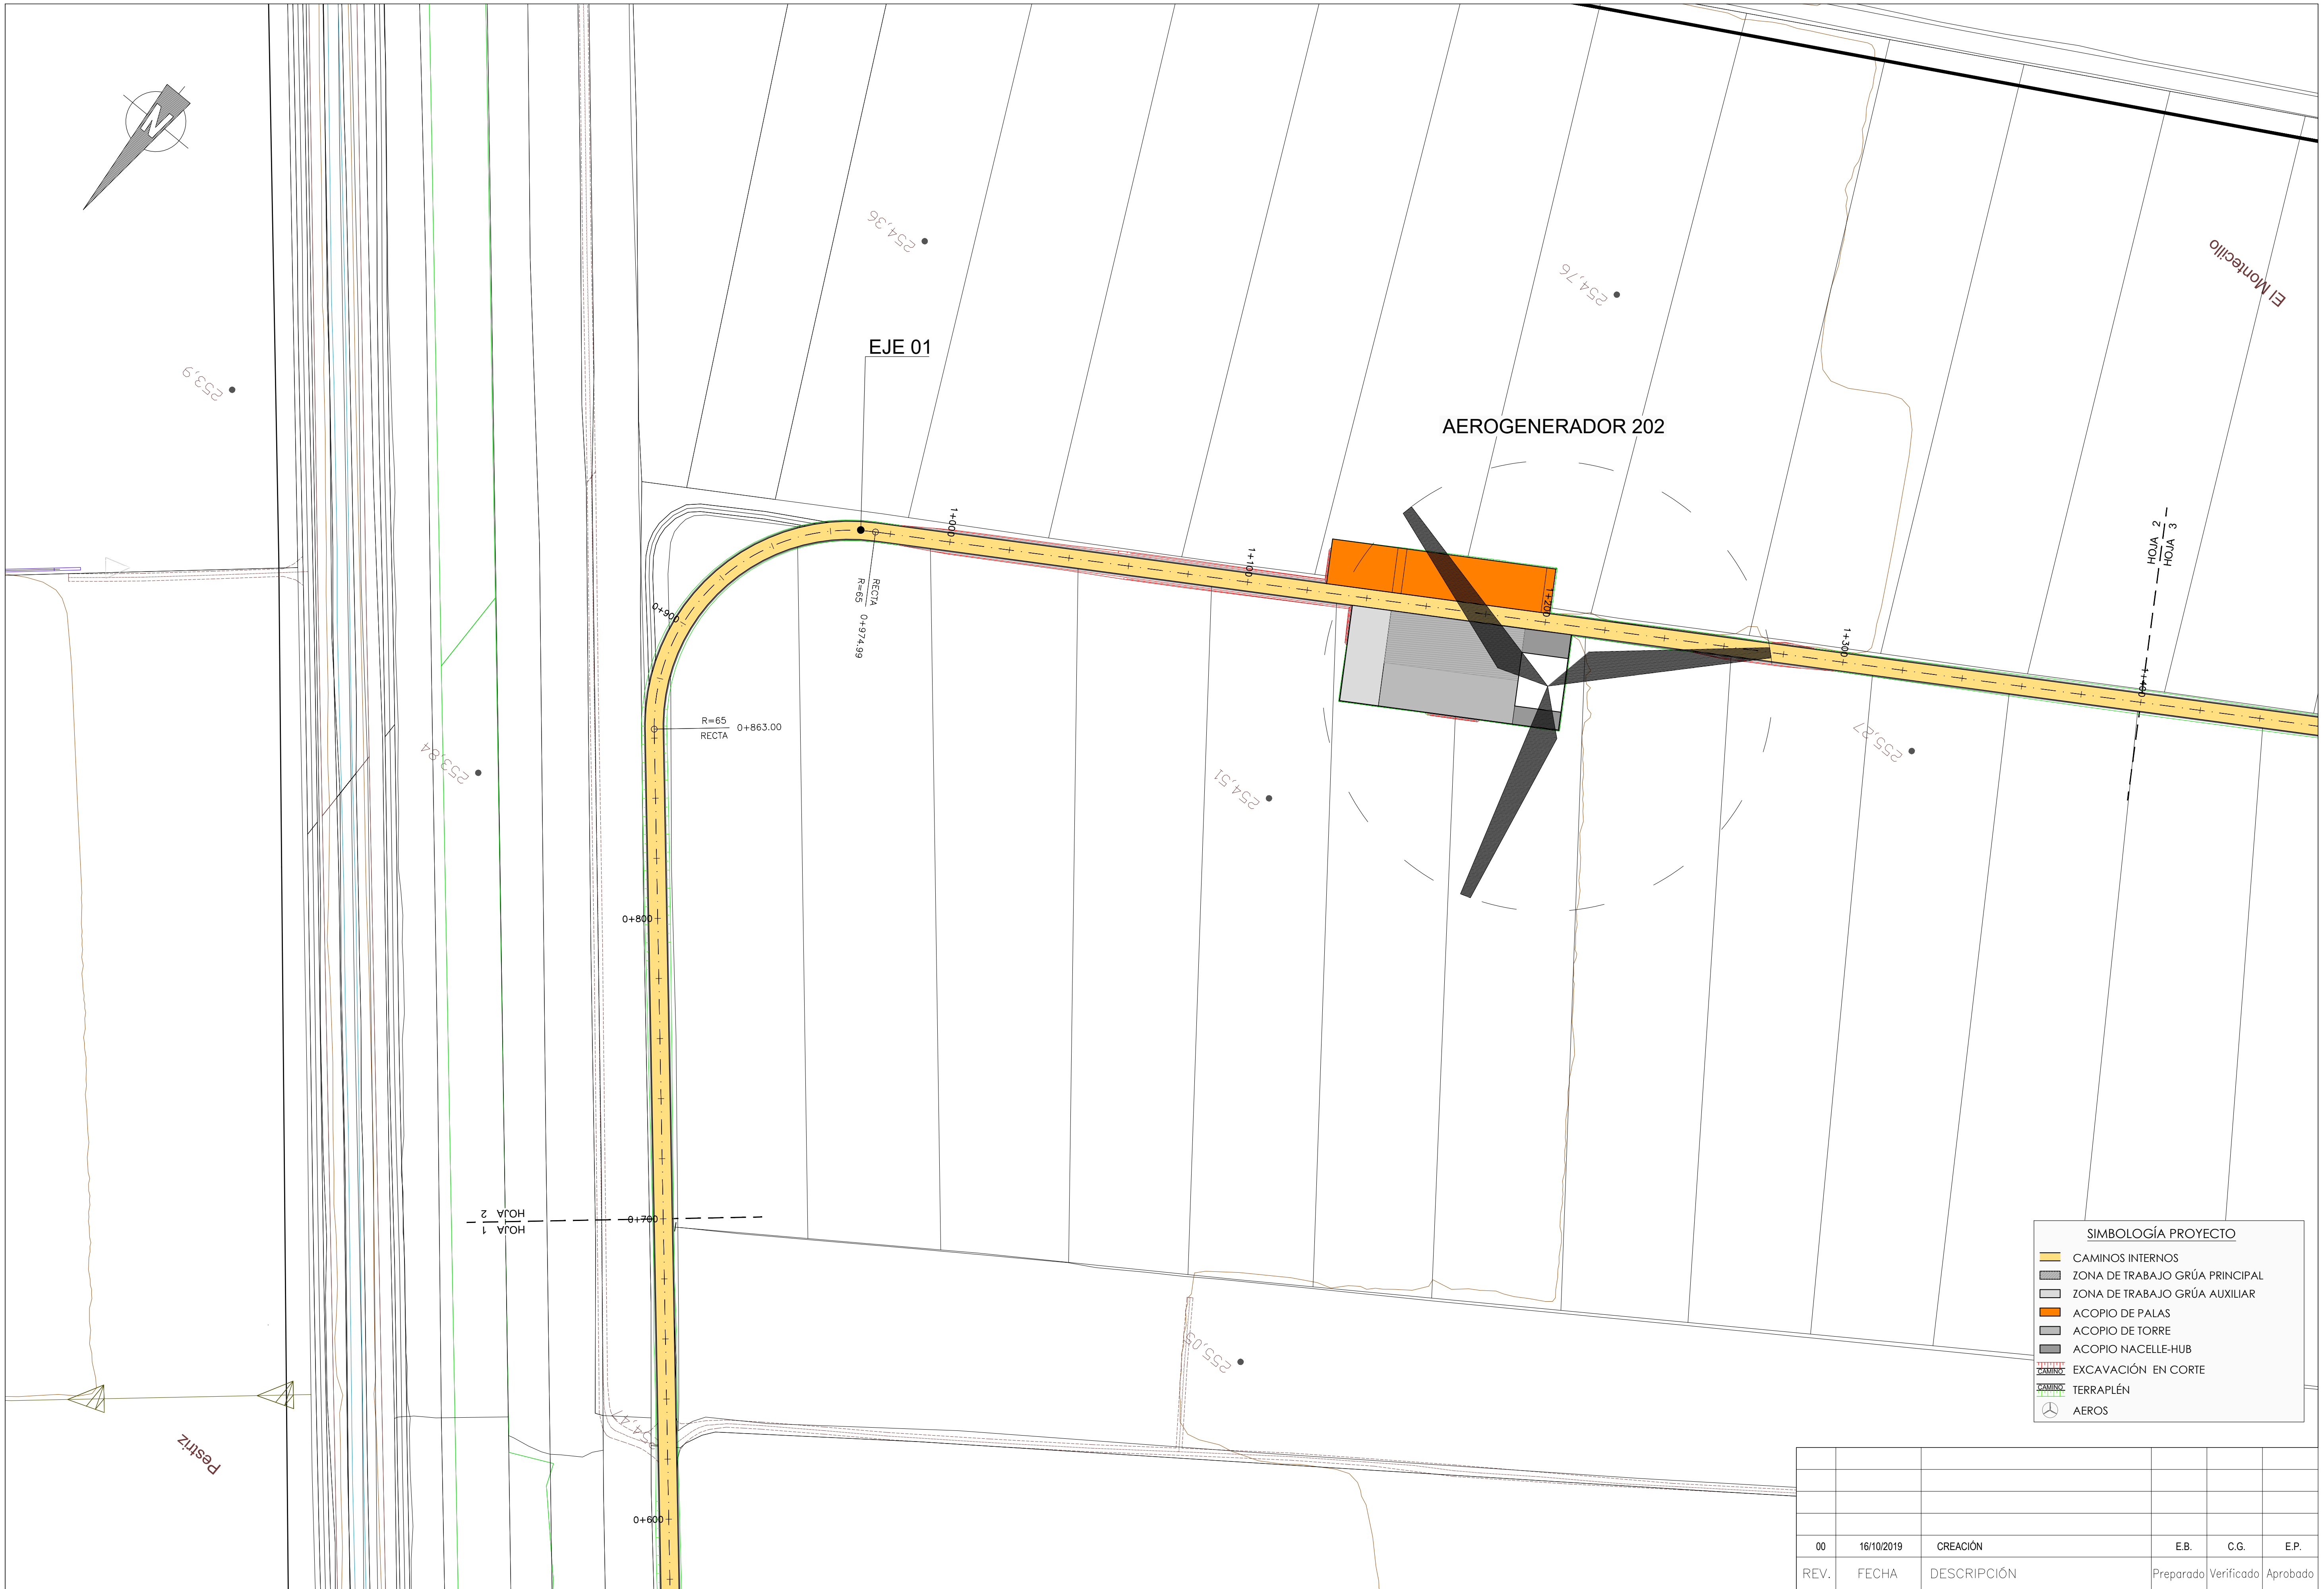 N
254,36
254,76
El Montecillo
EJE 01
253,9
AEROGENERADOR 202
HOJA 2
HOJA 3
1+000
1+100
1+200
1+300
1+400
0+900
RECTA
R=65 0+974.99
R=65
RECTA
0+863.00
253,84
254,51
255,27
0+800
HOJA 2
HOJA 1
0+700
255,05
Pestriz
0+600
SIMBOLOGÍA PROYECTO
CAMINOS INTERNOS
ZONA DE TRABAJO GRÚA PRINCIPAL
ZONA DE TRABAJO GRÚA AUXILIAR
ACOPIO DE PALAS
ACOPIO DE TORRE
ACOPIO NACELLE-HUB
CAMINO EXCAVACIÓN EN CORTE
CAMINO TERRAPLÉN
AEROS
00 16/10/2019 CREACIÓN E.B. C.G. E.P.
REV. FECHA DESCRIPCIÓN Preparado Verificado Aprobado